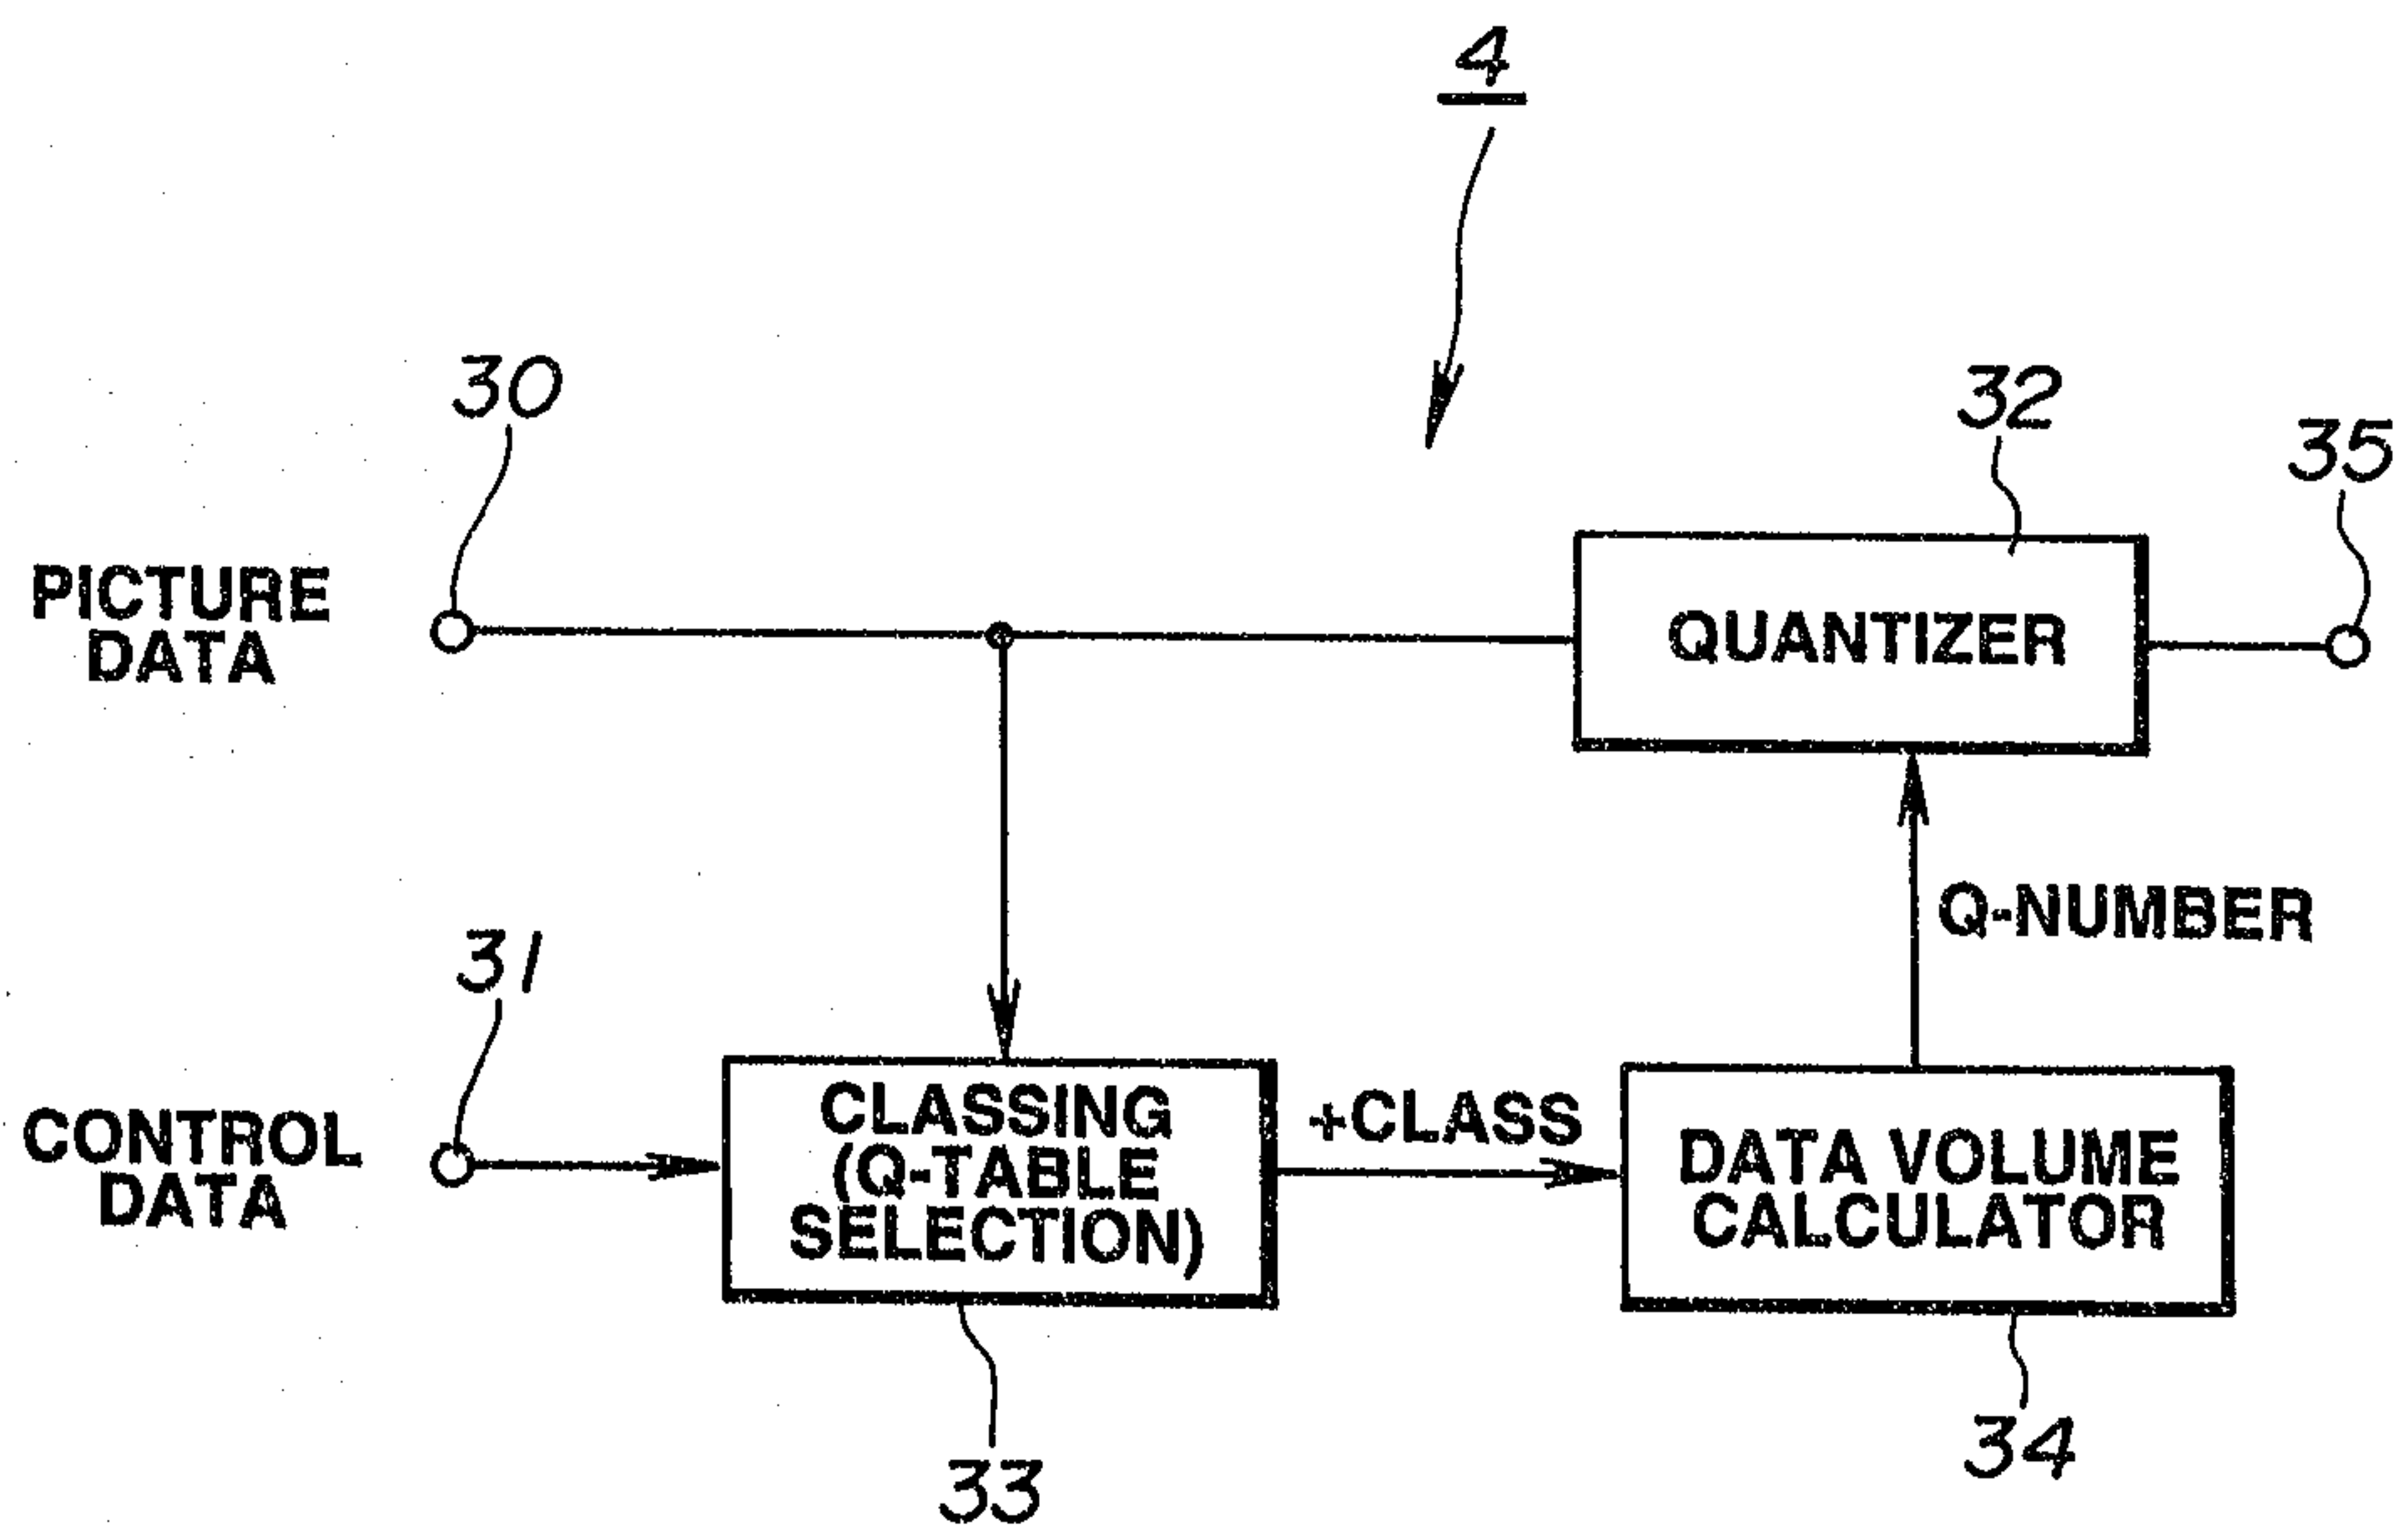 4
30
32
35
PICTURE
DATA
QUANTIZER
Q-NUMBER
31
CONTROL
DATA
CLASSING
(Q-TABLE
SELECTION)
+CLASS
DATA VOLUME
CALCULATOR
33
34